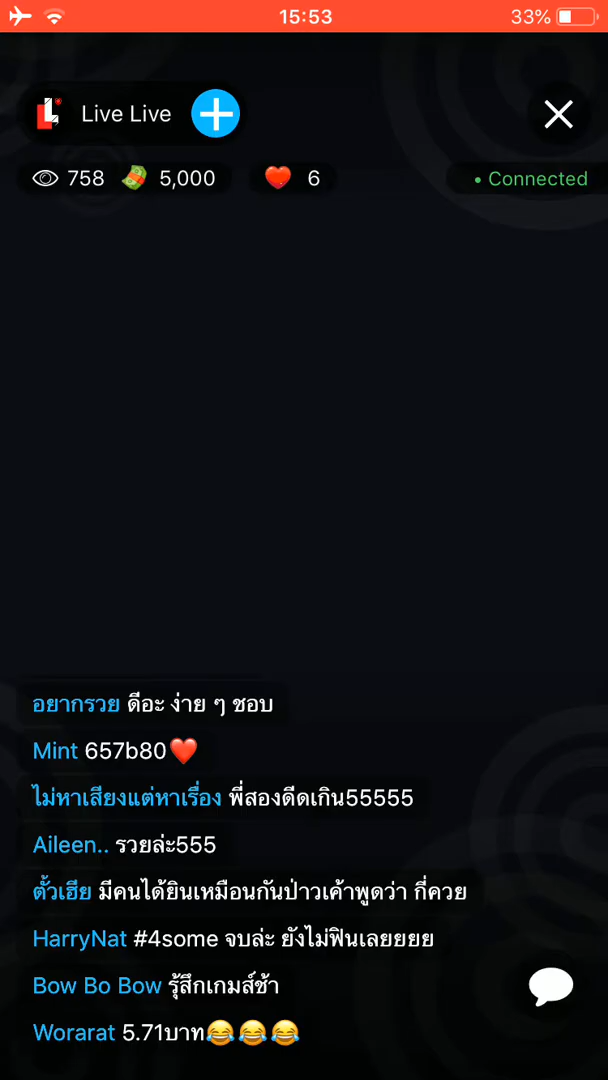 15:53
33%
Live Live
758 5,000 6
• Connected
อยากรวย ดีอะ ง่าย ๆ ชอบ
Mint 657b80❤️
ไม่หาเสียงแต่หาเรื่อง พี่สองดีดเกิน55555
Aileen.. รวยล่ะ555
ตั้วเฮีย มีคนได้ยินเหมือนกันป่าวเค้าพูดว่า กี่ควย
HarryNat #4some จบล่ะ ยังไม่ฟินเลยยยย
Bow Bo Bow รุ้สึกเกมส์ช้า
Worarat 5.71บาท😂😂😂